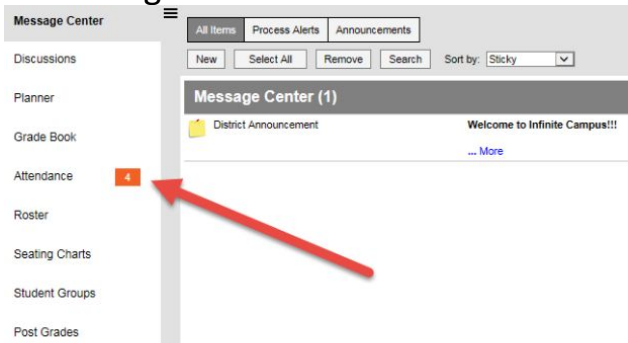 Message Center
Discussions
Planner
Grade Book
Attendance 4
Roster
Seating Charts
Student Groups
Post Grades
All Items Process Alerts Announcements
New Select All Remove Search Sort by: Sticky
Message Center (1)
District Announcement Welcome to Infinite Campus!!!
... More